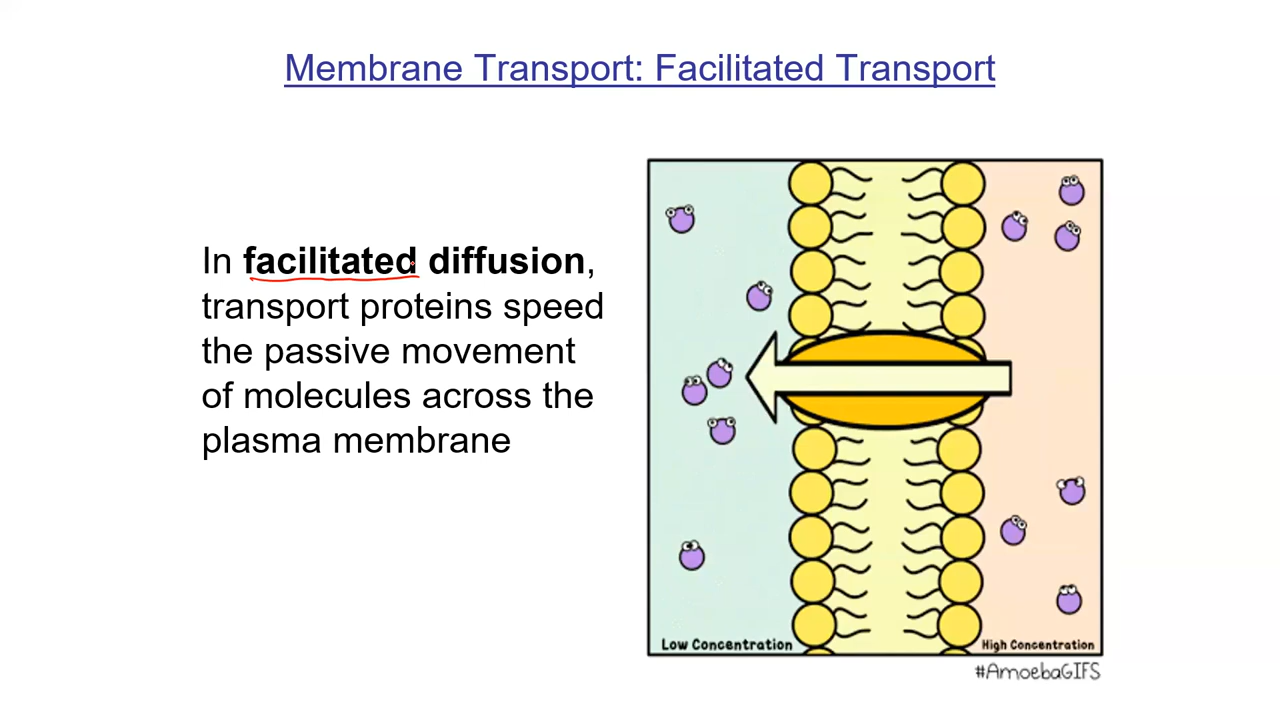 Membrane Transport: Facilitated Transport
In facilitated diffusion,
transport proteins speed
the passive movement
of molecules across the
plasma membrane
Low Concentration
High Concentration
#AmoebaGIFS